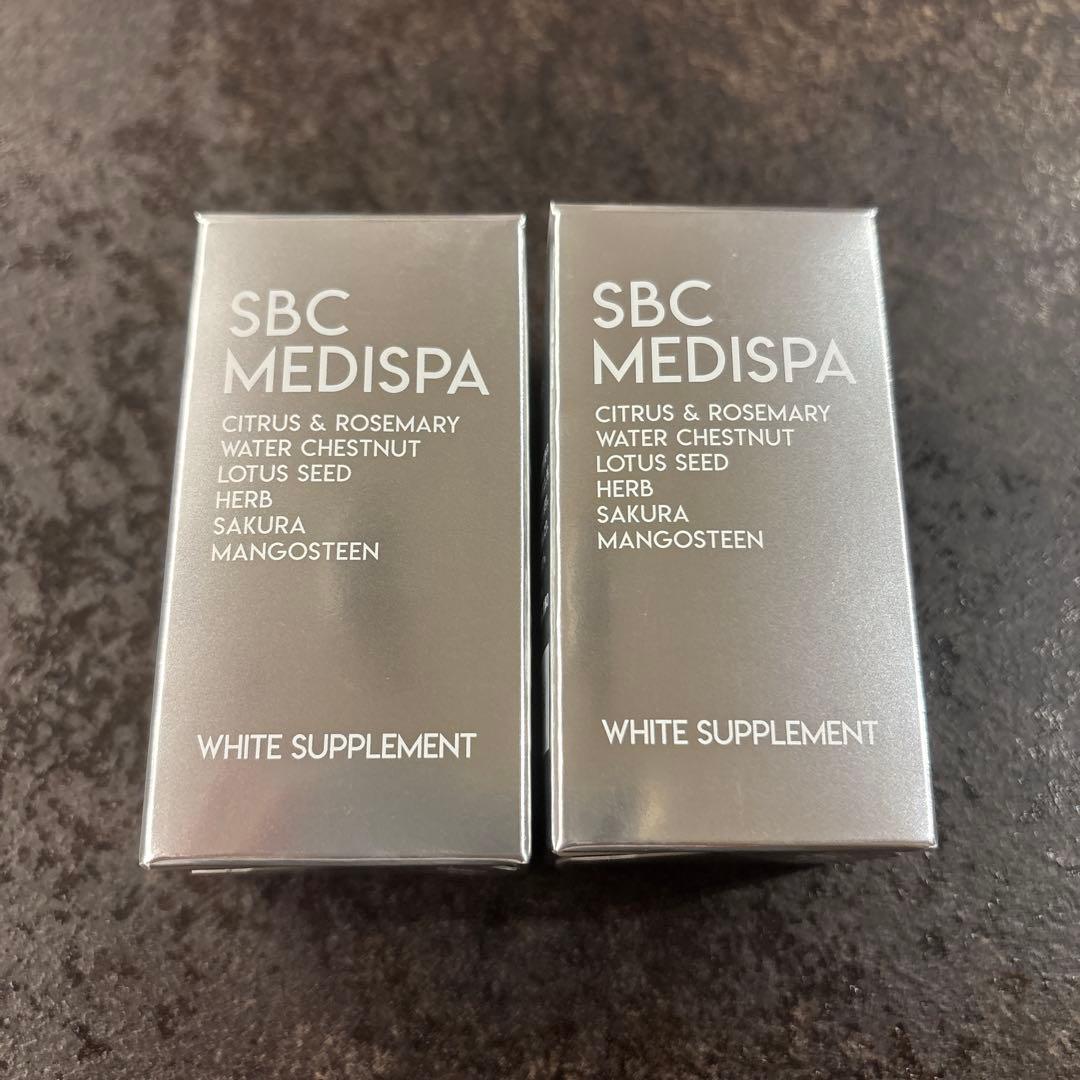 SBC
MEDISPA
CITRUS & ROSEMARY
WATER CHESTNUT
LOTUS SEED
HERB
SAKURA
MANGOSTEEN
WHITE SUPPLEMENT
SBC
MEDISPA
CITRUS & ROSEMARY
WATER CHESTNUT
LOTUS SEED
HERB
SAKURA
MANGOSTEEN
WHITE SUPPLEMENT